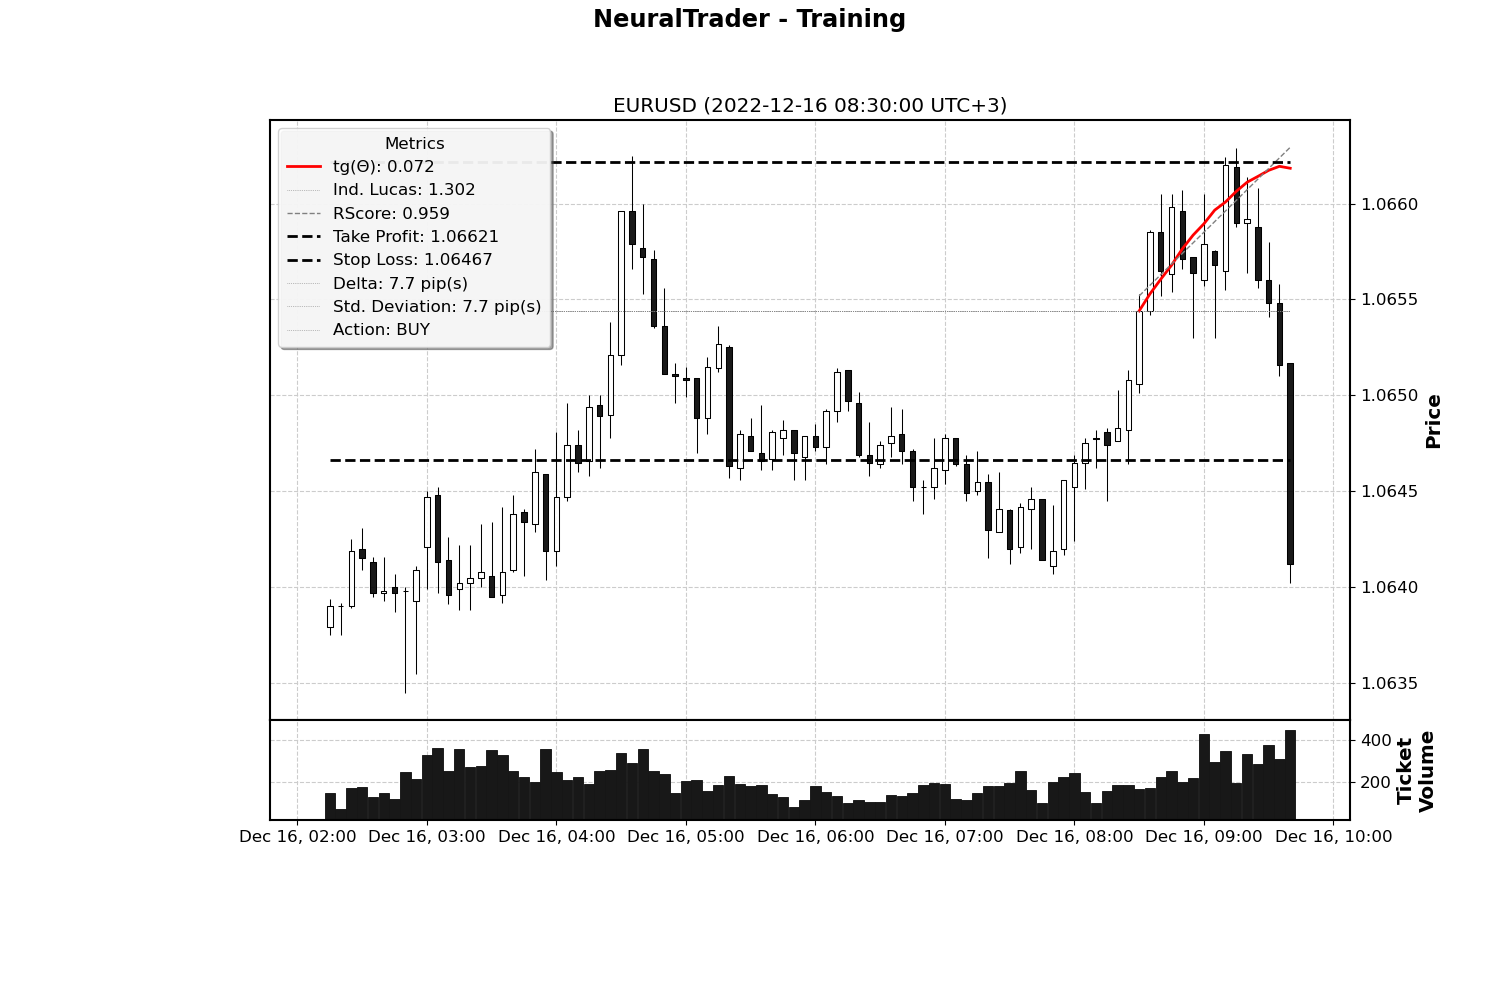 NeuralTrader - Training
EURUSD (2022-12-16 08:30:00 UTC+3)
Metrics
tg(Θ): 0.072
Ind. Lucas: 1.302
RScore: 0.959
Take Profit: 1.06621
Stop Loss: 1.06467
Delta: 7.7 pip(s)
Std. Deviation: 7.7 pip(s)
Action: BUY
1.0660
1.0655
1.0650
1.0645
1.0640
1.0635
Price
400
200
Ticket
Volume
Dec 16, 02:00 Dec 16, 03:00 Dec 16, 04:00 Dec 16, 05:00 Dec 16, 06:00 Dec 16, 07:00 Dec 16, 08:00 Dec 16, 09:00 Dec 16, 10:00